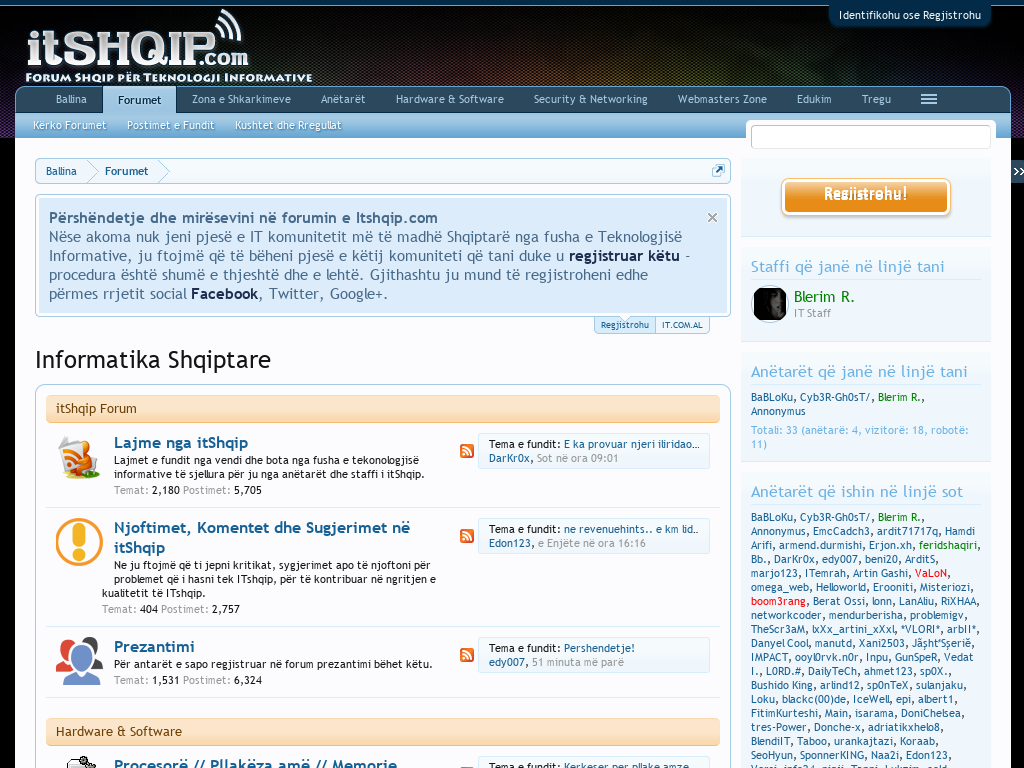 Identifikohu ose Regjistrohu
itSHQIP.com
FORUM SHQIP PËR TEKNOLOGJI INFORMATIVE
Ballina
Forumet
Zona e Shkarkimeve
Anëtarët
Hardware & Software
Security & Networking
Webmasters Zone
Edukim
Tregu
Kërko Forumet
Postimet e Fundit
Kushtet dhe Rregullat
Ballina
Forumet
Përshëndetje dhe mirësevini në forumin e Itshqip.com
Nëse akoma nuk jeni pjesë e IT komunitetit më të madhë Shqiptarë nga fusha e Teknologjisë
Informative, ju ftojmë që të bëheni pjesë e këtij komuniteti që tani duke u regjistruar këtu -
procedura është shumë e thjeshtë dhe e lehtë. Gjithashtu ju mund të regjistroheni edhe
përmes rrjetit social Facebook, Twitter, Google+.
Regjistrohu
IT.COM.AL
Informatika Shqiptare
itShqip Forum
Lajme nga itShqip
Lajmet e fundit nga vendi dhe bota nga fusha e tekonologjisë
informative të sjellura për ju nga anëtarët dhe staffi i itShqip.
Temat: 2,180 Postimet: 5,705
Tema e fundit: E ka provuar njeri iliridao...
DarKr0x, Sot në ora 09:01
Njoftimet, Komentet dhe Sugjerimet në
itShqip
Ne ju ftojmë që ti jepni kritikat, sygjerimet apo të njoftoni për
problemet që i hasni tek ITshqip, për të kontribuar në ngritjen e
kualitetit të ITshqip.
Temat: 404 Postimet: 2,757
Tema e fundit: ne revenuehints.. e km lid..
Edon123, e Enjëte në ora 16:16
Prezantimi
Për antarët e sapo regjistruar në forum prezantimi bëhet këtu.
Temat: 1,531 Postimet: 6,324
Tema e fundit: Pershendetje!
edy007, 51 minuta më parë
Hardware & Software
Procesorë // Pllakëza amë // Memorie
Tema e fundit: Kerkeser per pllake amze
Regjistrohu!
Staffi që janë në linjë tani
Blerim R.
IT Staff
Anëtarët që janë në linjë tani
BaBLoKu, Cyb3R-Gh0sT/, Blerim R.,
Annonymus
Totali: 33 (anëtarë: 4, vizitorë: 18, robotë:
11)
Anëtarët që ishin në linjë sot
BaBLoKu, Cyb3R-Gh0sT/, Blerim R.,
Annonymus, EmcCadch3, ardit71717q, Hamdi
Arifi, armend.durmishi, Erjon.xh, feridshaqiri,
Bb., DarKr0x, edy007, beni20, ArditS,
marjo123, ITemrah, Artin Gashi, VaLoN,
omega_web, Helloworld, Erooniti, Misteriozi,
boom3rang, Berat Ossi, lonn, LanAliu, RiXHAA,
networkcoder, mendurberisha, problemigv,
TheScr3aM, lxXx_artini_xXxl, *VLORI*, arbII*,
Danyel Cool, manutd, Xani2503,
IMPACT, ooyl0rvk.n0r, Inpu, GunSpeR, Vedat
I., L0RD.#, DailyTeCh, ahmet123, sp0X.,
Bushido King, arlind12, sp0nTeX, sulanjaku,
Loku, blackc(00)de, IceWell, epi, albert1,
FitimKurteshi, Main, isarama, DoniChelsea,
tres-Power, Donche-x, adriatikxhelo8,
BlendiIT, Taboo, urankajtazi, Koraab,
SeoHyun, SponnerKING, Naa2i, Edon123,